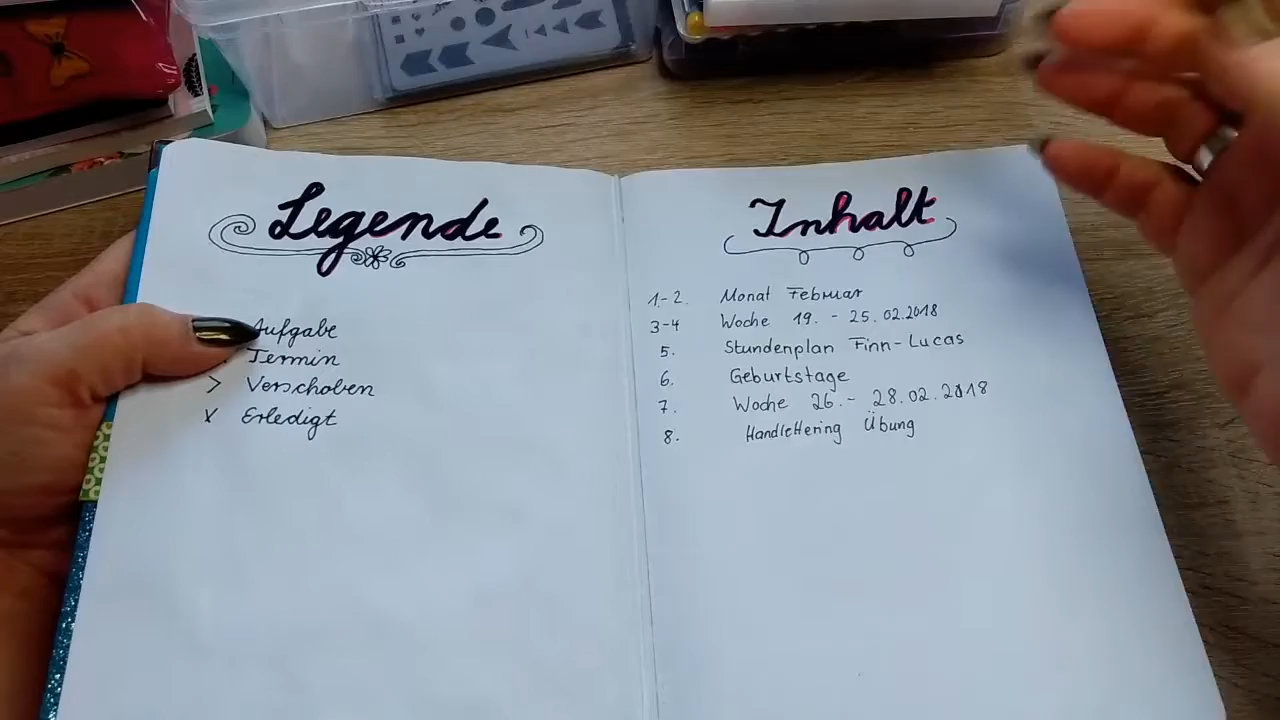 Legende
Aufgabe
Termin
> Verschoben
x Erledigt
Inhalt
1-2. Monat Februar
3-4 Woche 19. - 25.02.2018
5. Stundenplan Finn-Lucas
6. Geburtstage
7. Woche 26.- 28.02.2018
8. Handlettering Übung